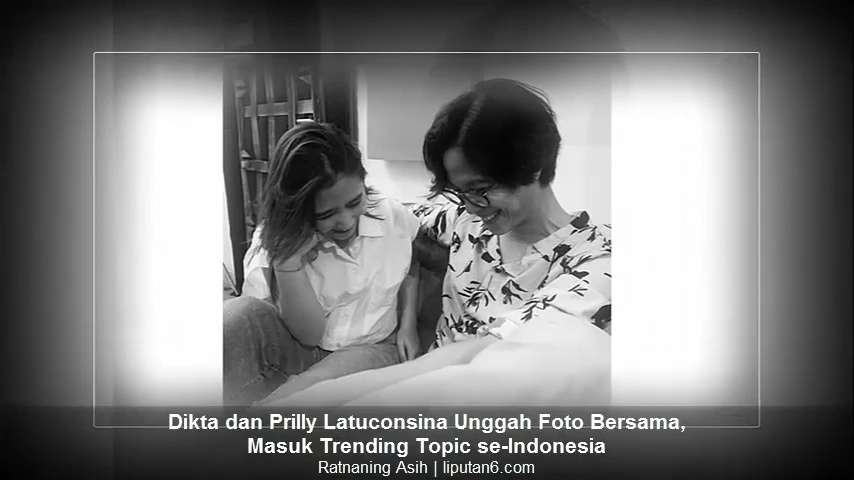 Dikta dan Prilly Latuconsina Unggah Foto Bersama,
Masuk Trending Topic se-Indonesia
Ratnaning Asih | liputan6.com